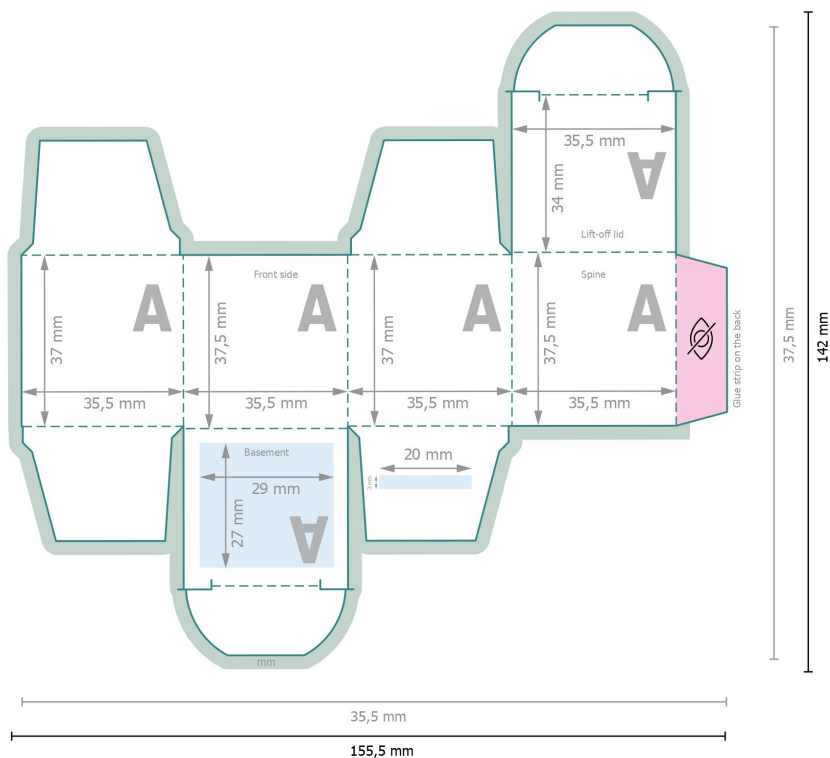 35,5 mm
A
34 mm
Lift-off lid
Front side
Spine
A
A
A
A
37 mm
37,5 mm
37 mm
37,5 mm
35,5 mm
35,5 mm
35,5 mm
35,5 mm
Glue strip on the back
37,5 mm
142 mm
Basement
20 mm
29 mm
3 mm
27 mm
A
mm
35,5 mm
155,5 mm